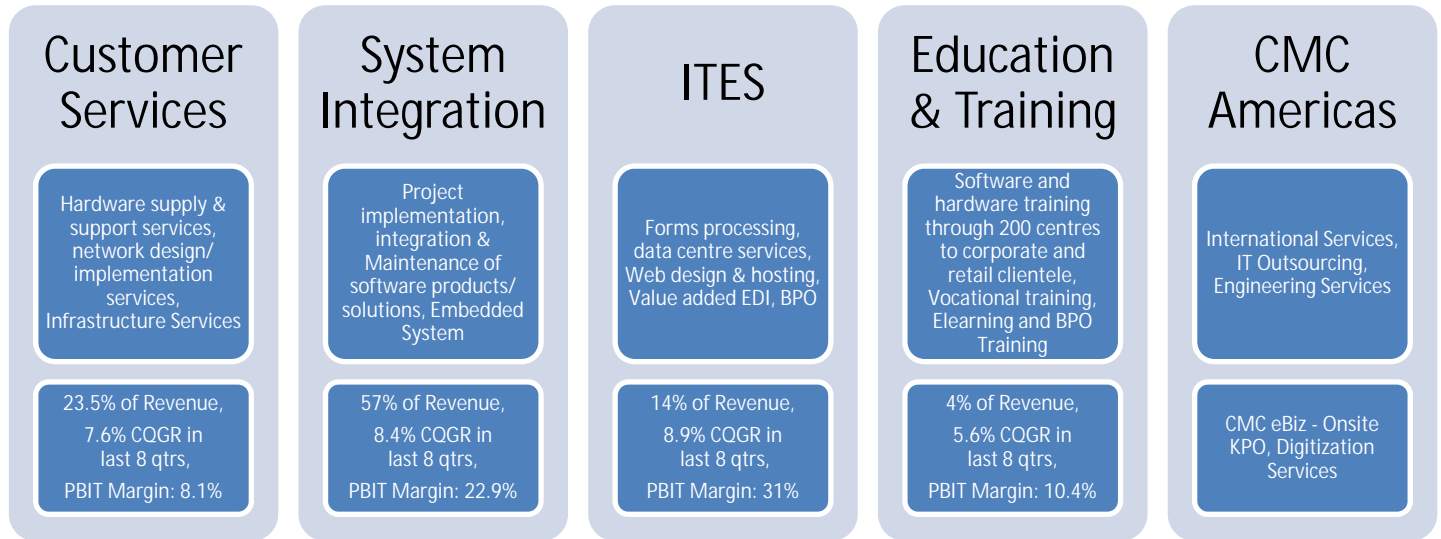 Customer
Services
Hardware supply &
support services,
network design/
implementation
services,
Infrastructure Services
23.5% of Revenue,
7.6% CQGR in
last 8 qtrs,
PBIT Margin: 8.1%
System
Integration
Project
implementation,
integration &
Maintenance of
software products/
solutions, Embedded
System
57% of Revenue,
8.4% CQGR in
last 8 qtrs,
PBIT Margin: 22.9%
ITES
Forms processing,
data centre services,
Web design & hosting,
Value added EDI, BPO
14% of Revenue,
8.9% CQGR in
last 8 qtrs,
PBIT Margin: 31%
Education
& Training
Software and
hardware training
through 200 centres
to corporate and
retail clientele,
Vocational training,
Elearning and BPO
Training
4% of Revenue,
5.6% CQGR in
last 8 qtrs,
PBIT Margin: 10.4%
CMC
Americas
International Services,
IT Outsourcing,
Engineering Services
CMC eBiz - Onsite
KPO, Digitization
Services